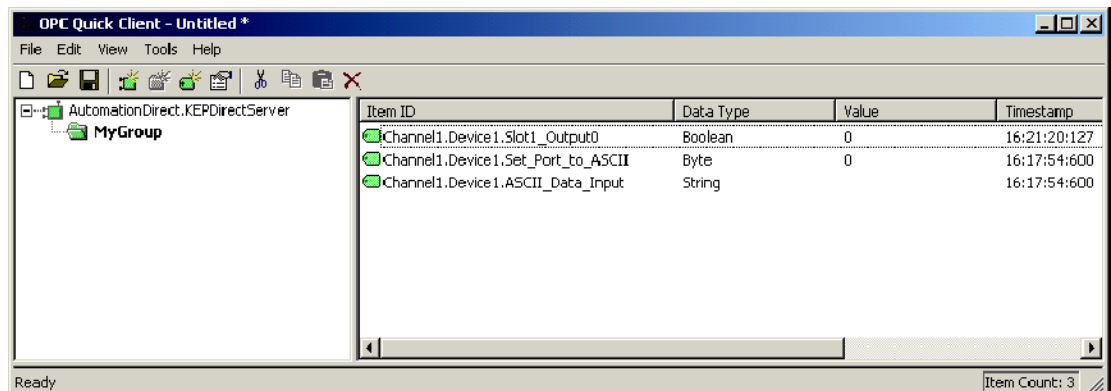 OPC Quick Client - Untitled *
File Edit View Tools Help
AutomationDirect.KEPDirectServer
MyGroup
Item ID Data Type Value Timestamp
Channel1.Device1.Slot1_Output0 Boolean 0 16:21:20:127
Channel1.Device1.Set_Port_to_ASCII Byte 0 16:17:54:600
Channel1.Device1.ASCII_Data_Input String 16:17:54:600
Ready Item Count: 3